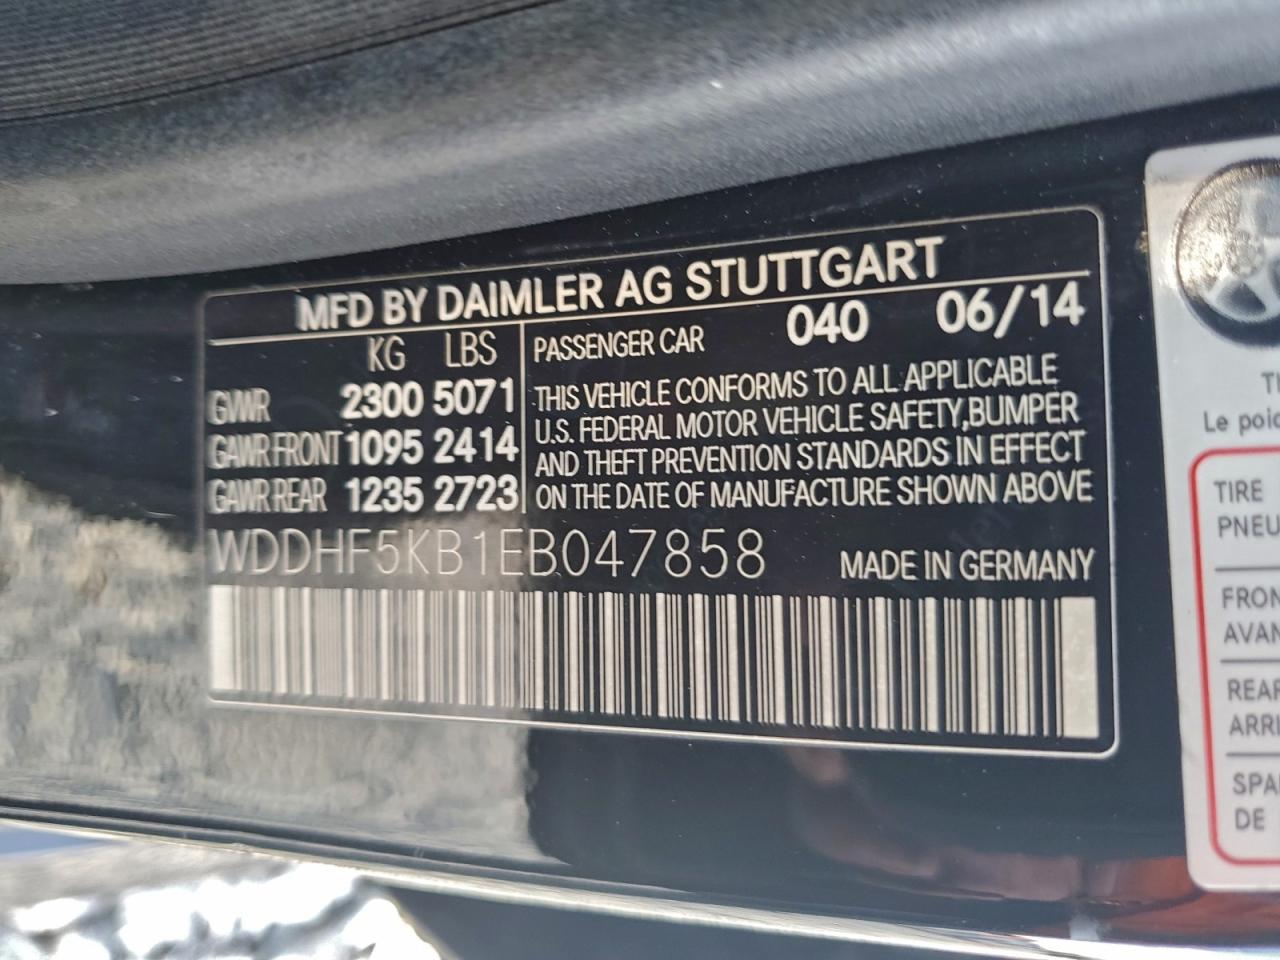 MFD BY DAIMLER AG STUTTGART
KG LBS
GVWR 2300 5071
GAWR FRONT 1095 2414
GAWR REAR 1235 2723
PASSENGER CAR 040 06/14
THIS VEHICLE CONFORMS TO ALL APPLICABLE
U.S. FEDERAL MOTOR VEHICLE SAFETY,BUMPER
AND THEFT PREVENTION STANDARDS IN EFFECT
ON THE DATE OF MANUFACTURE SHOWN ABOVE
WDDHF5KB1EB047858 MADE IN GERMANY
Le
TIRE
PNEU
FRON
AVAN
REAR
ARRI
SPA
DE